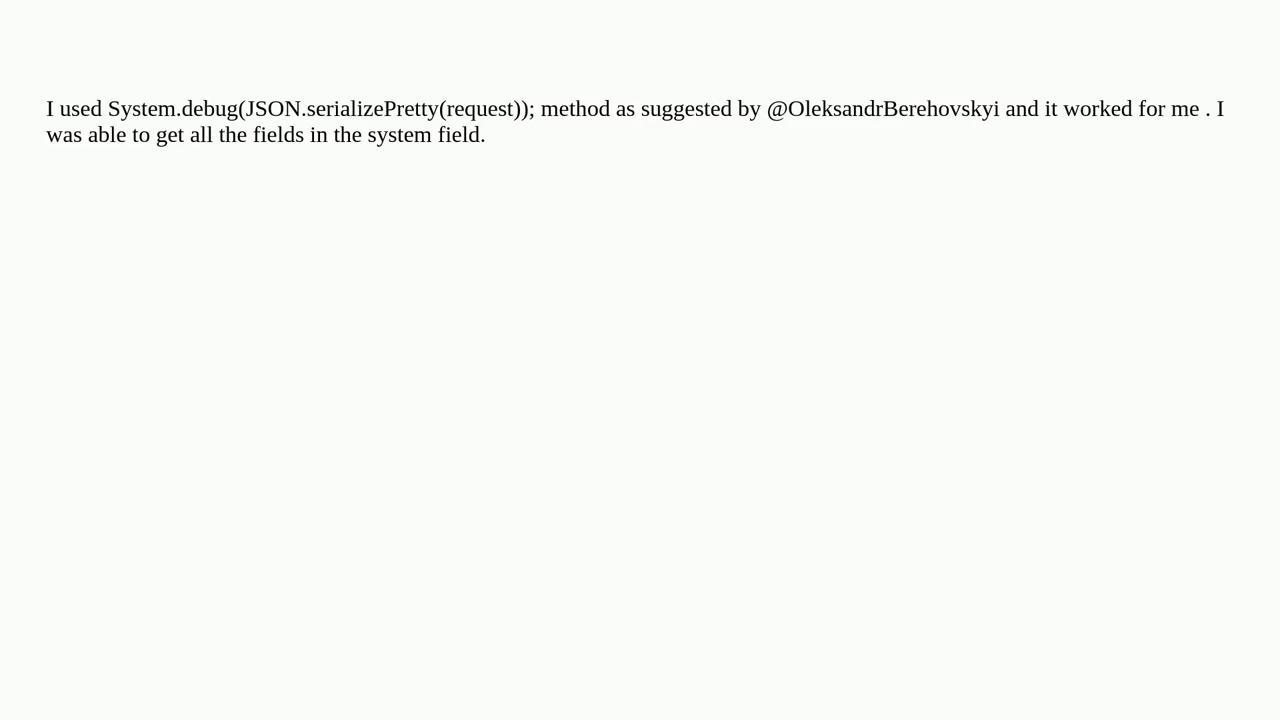 I used System.debug(JSON.serializePretty(request)); method as suggested by @OleksandrBerehovskyi and it worked for me . I
was able to get all the fields in the system field.